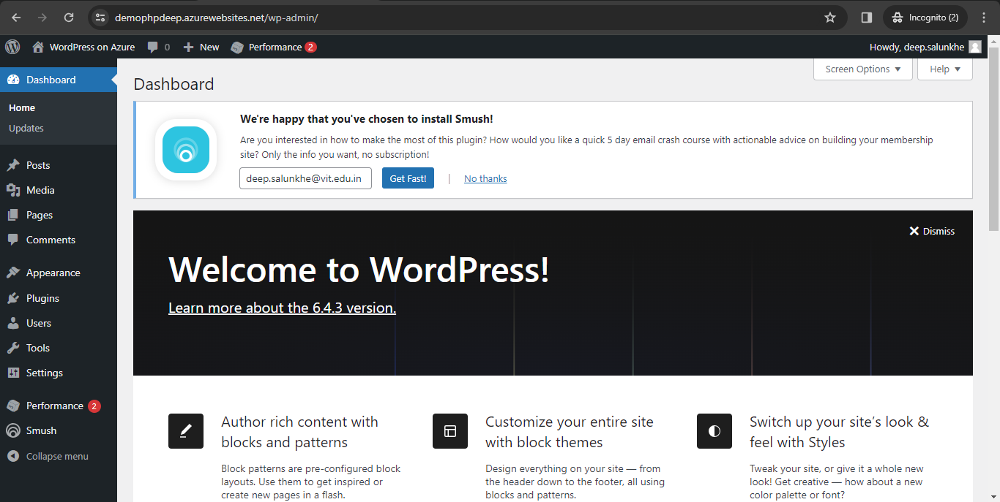 demophpdeep.azurewebsites.net/wp-admin/
Incognito (2)
WordPress on Azure
0
New
Performance 2
Howdy, deep.salunkhe
Dashboard
Home
Updates
Posts
Media
Pages
Comments
Appearance
Plugins
Users
Tools
Settings
Performance 2
Smush
Collapse menu
Screen Options
Help
Dashboard
We're happy that you've chosen to install Smush!
Are you interested in how to make the most of this plugin? How would you like a quick 5 day email crash course with actionable advice on building your membership
site? Only the info you want, no subscription!
deep.salunkhe@vit.edu.in
Get Fast!
No thanks
Dismiss
Welcome to WordPress!
Learn more about the 6.4.3 version.
Author rich content with
blocks and patterns
Block patterns are pre-configured block
layouts. Use them to get inspired or
create new pages in a flash.
Customize your entire site
with block themes
Design everything on your site — from
the header down to the footer, all using
blocks and patterns.
Switch up your site’s look &
feel with Styles
Tweak your site, or give it a whole new
look! Get creative — how about a new
color palette or font?